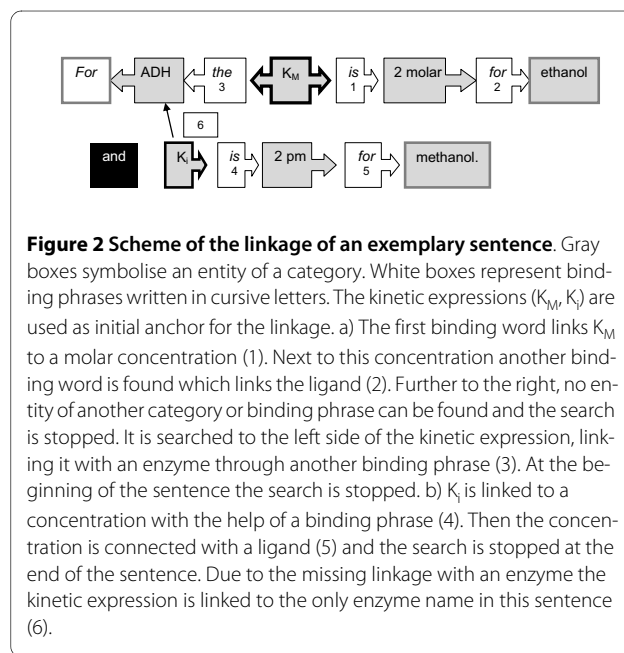 For ADH the K_M is 2 molar for ethanol
3 1 2
6
and K_i is 2 pm for methanol.
4 5
Figure 2 Scheme of the linkage of an exemplary sentence. Gray
boxes symbolise an entity of a category. White boxes represent bind-
ing phrases written in cursive letters. The kinetic expressions (K_M, K_i) are
used as initial anchor for the linkage. a) The first binding word links K_M
to a molar concentration (1). Next to this concentration another bind-
ing word is found which links the ligand (2). Further to the right, no en-
tity of another category or binding phrase can be found and the search
is stopped. It is searched to the left side of the kinetic expression, link-
ing it with an enzyme through another binding phrase (3). At the be-
ginning of the sentence the search is stopped. b) K_i is linked to a
concentration with the help of a binding phrase (4). Then the concen-
tration is connected with a ligand (5) and the search is stopped at the
end of the sentence. Due to the missing linkage with an enzyme the
kinetic expression is linked to the only enzyme name in this sentence
(6).